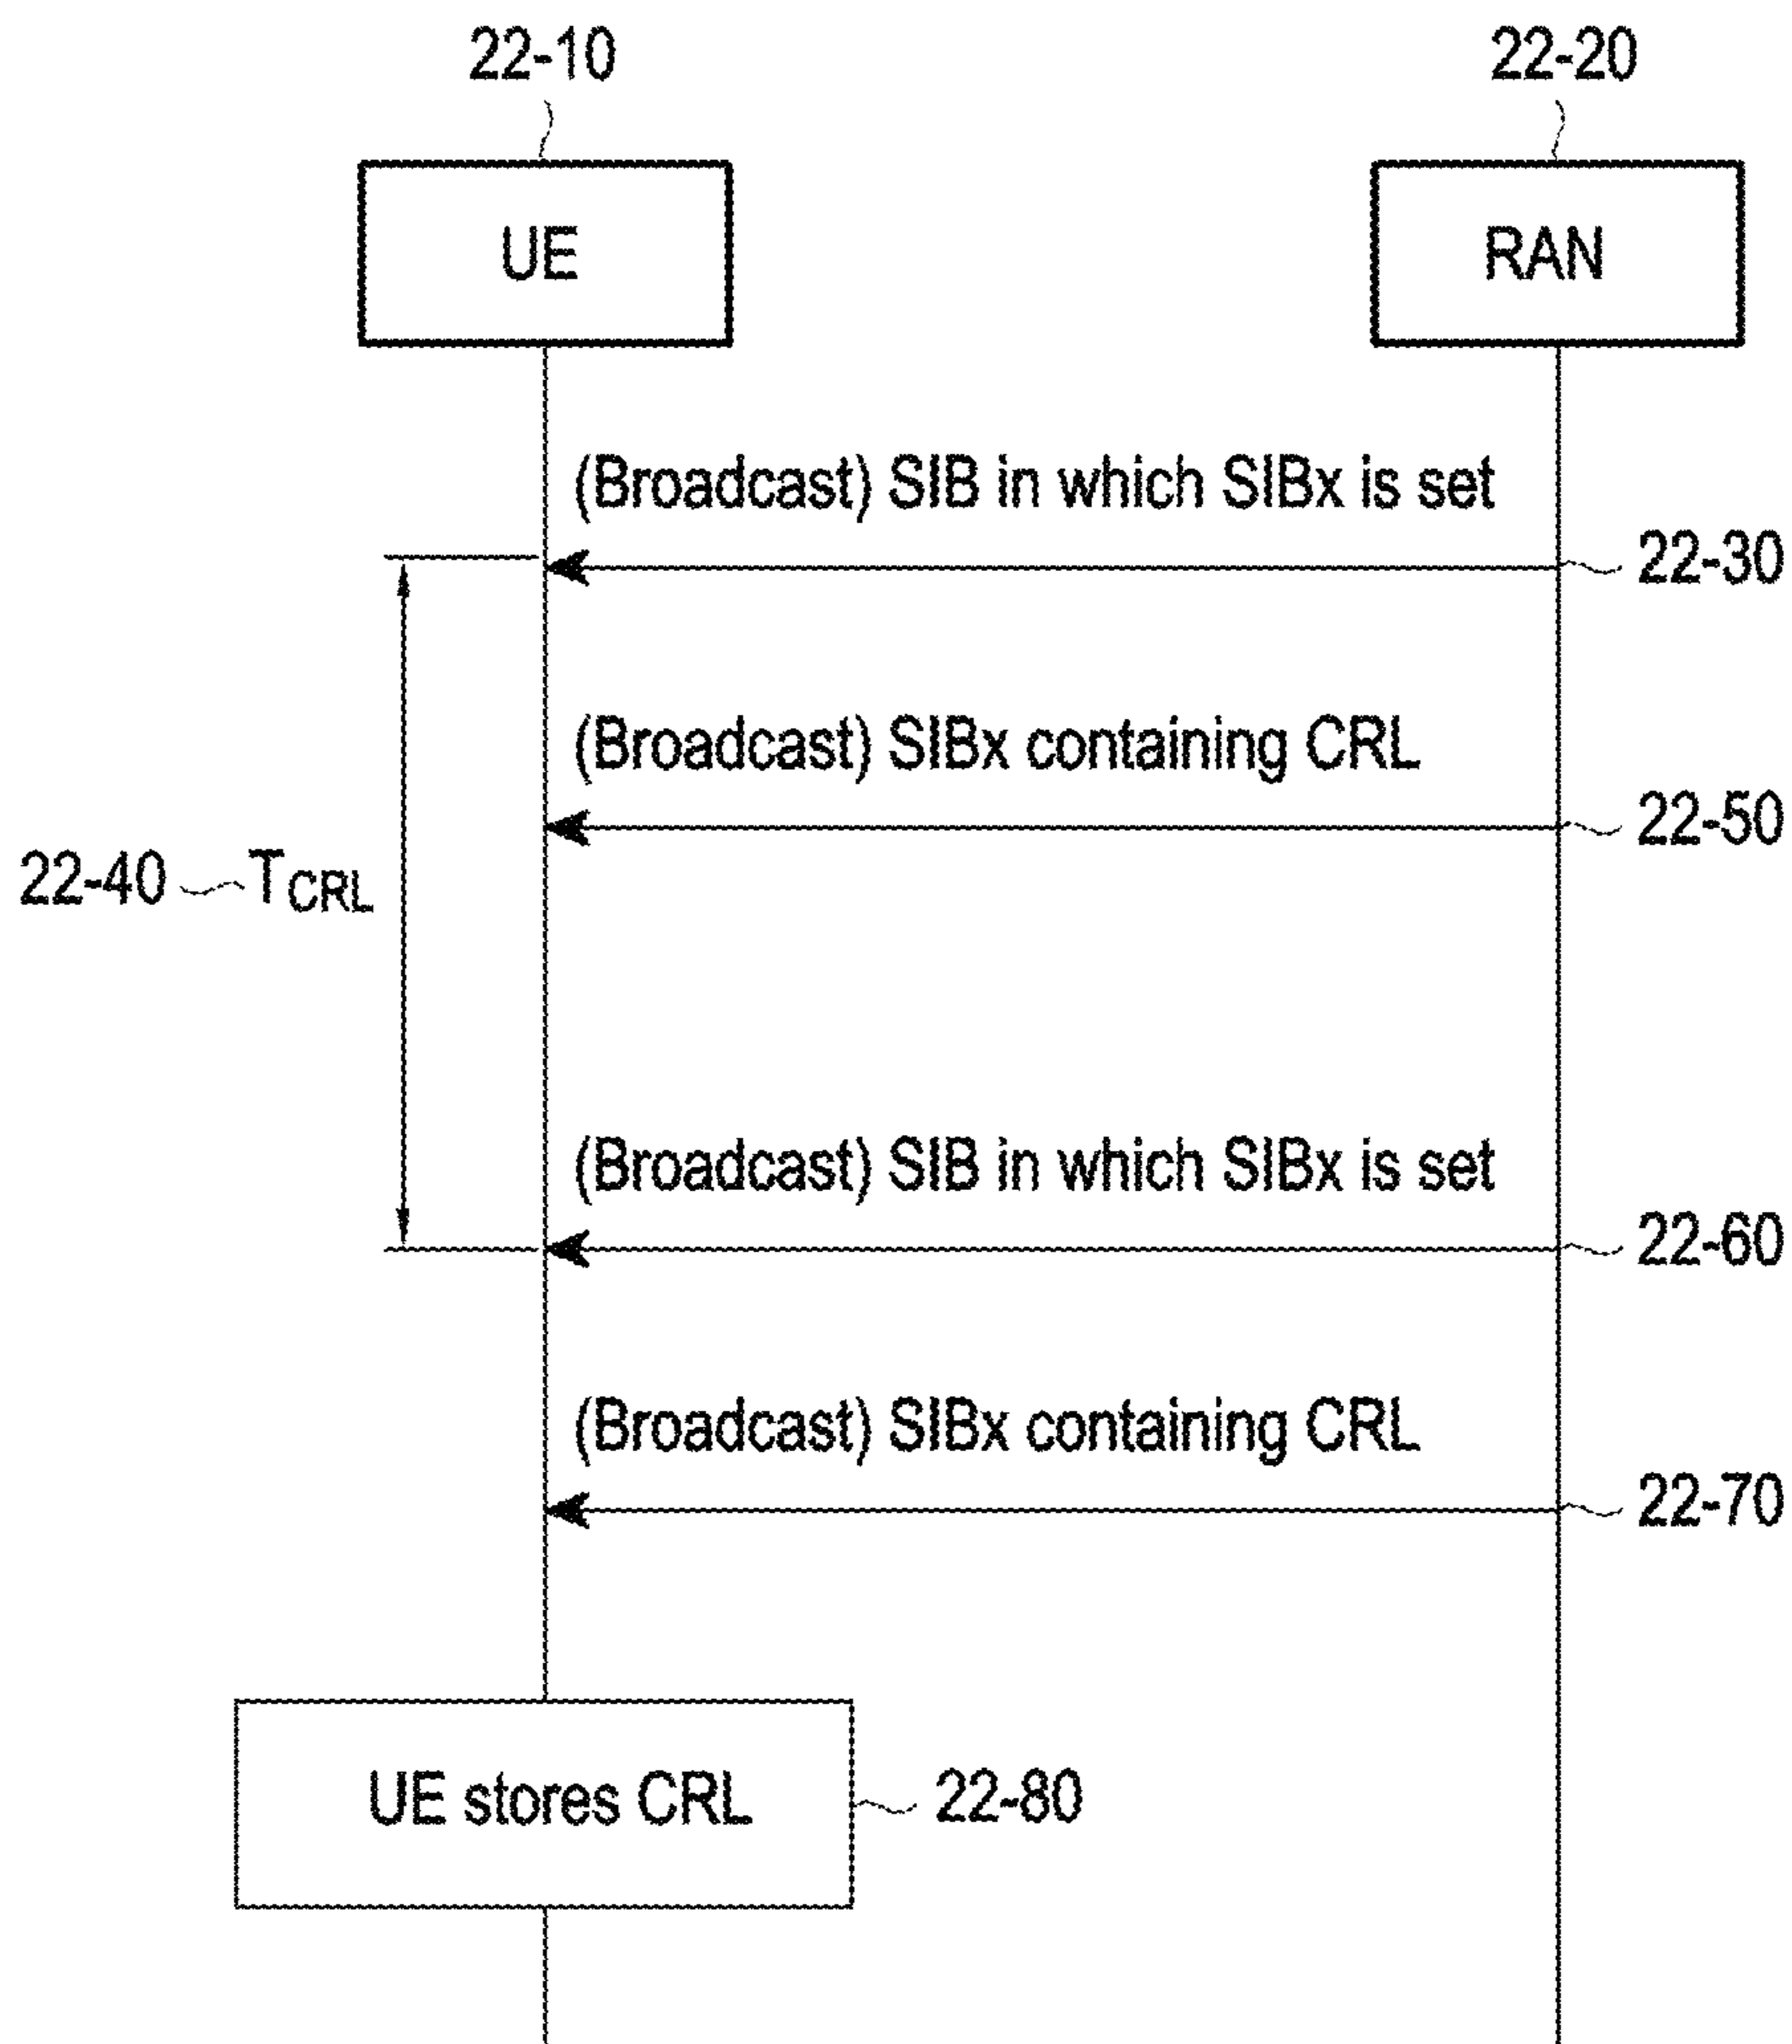 22-10
22-20
UE
RAN
(Broadcast) SIB in which SIBx is set
22-30
(Broadcast) SIBx containing CRL
22-50
22-40
TCRL
(Broadcast) SIB in which SIBx is set
22-60
(Broadcast) SIBx containing CRL
22-70
UE stores CRL
22-80